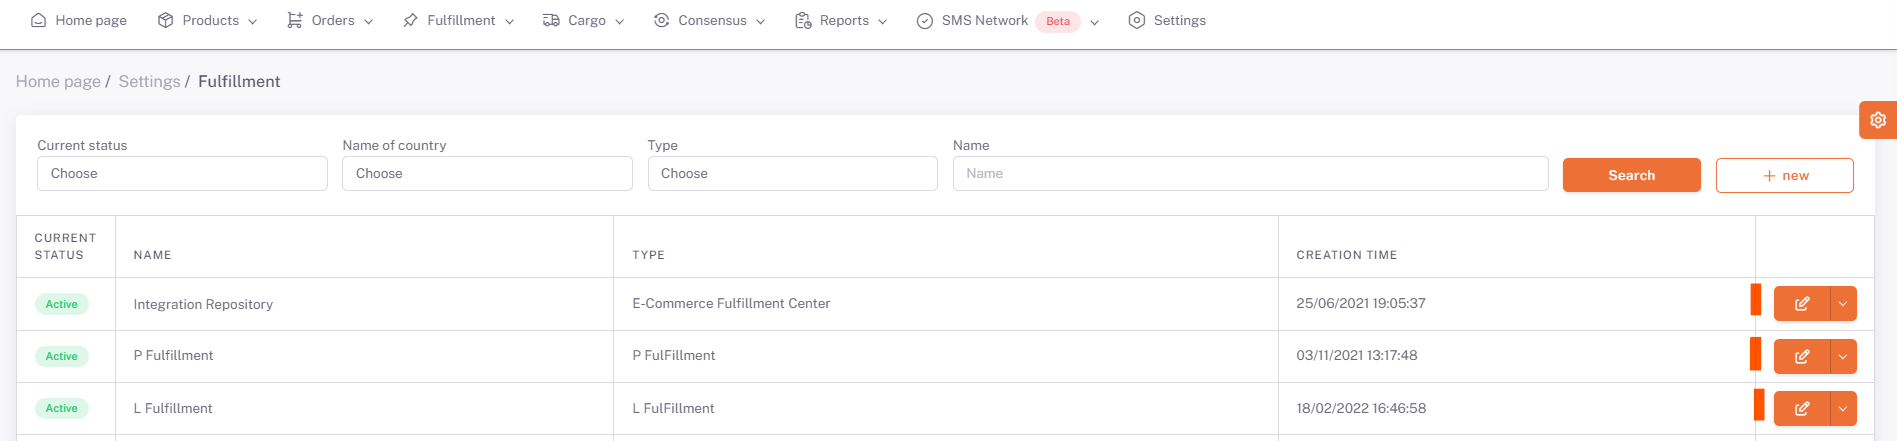 Home page Products Orders Fulfillment Cargo Consensus Reports SMS Network Beta Settings
Home page / Settings / Fulfillment
Current status Name of country Type Name
Choose Choose Choose Name Search + new
CURRENT STATUS NAME TYPE CREATION TIME
Active Integration Repository E-Commerce Fulfillment Center 25/06/2021 19:05:37
Active P Fulfillment P FulFillment 03/11/2021 13:17:48
Active L Fulfillment L FulFillment 18/02/2022 16:46:58